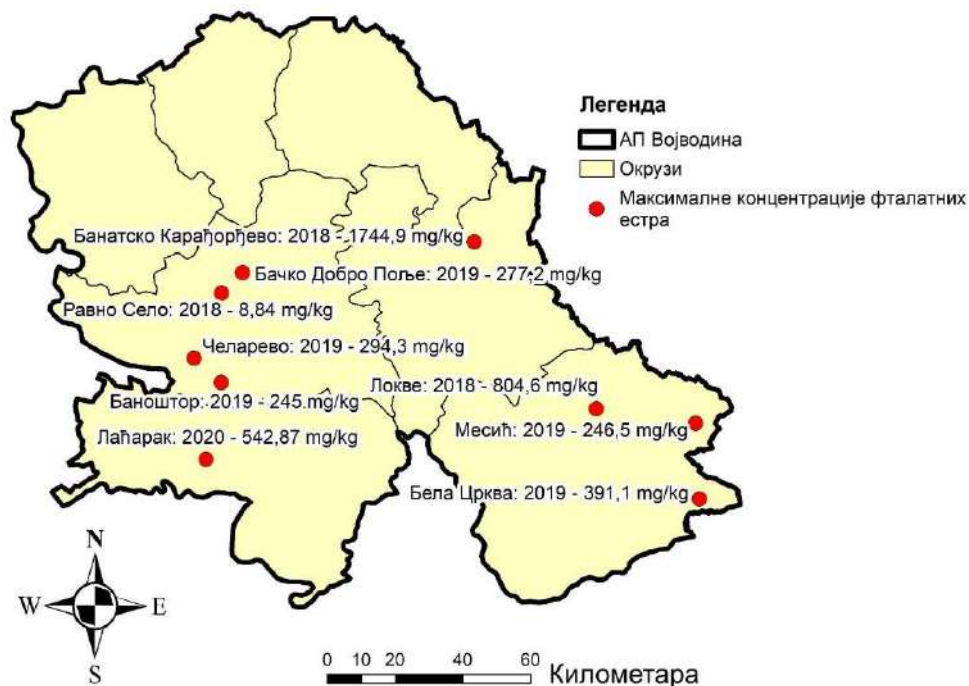 Легенда
АП Војводина
Окрузи
Максималне концентрације фталатних
естра
Банатско Карађорђево: 2018 - 1744,9 mg/kg
Бачко Добро Поље: 2019 - 277,2 mg/kg
Равно Село: 2018 - 8,84 mg/kg
Челарево: 2019 - 294,3 mg/kg
Локве: 2018 - 804,6 mg/kg
Баноштор: 2019 - 245 mg/kg
Месић: 2019 - 246,5 mg/kg
Лаћарак: 2020 - 542,87 mg/kg
Бела Црква: 2019 - 391,1 mg/kg
N
W E
S
0 10 20 40 60 Километара